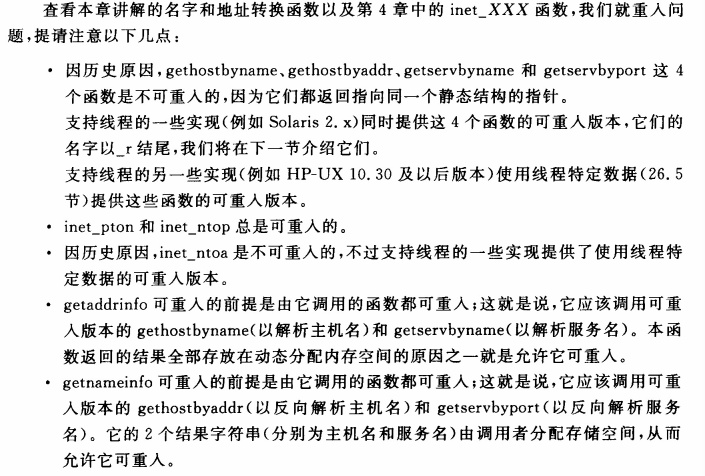 查看本章讲解的名字和地址转换函数以及第 4 章中的 inet_XXX 函数,我们就重入问
题,提请注意以下几点:
· 因历史原因,gethostbyname、gethostbyaddr、getservbyname 和 getservbyport 这 4
个函数是不可重入的,因为它们都返回指向同一个静态结构的指针。
支持线程的一些实现(例如 Solaris 2. x)同时提供这 4 个函数的可重入版本,它们的
名字以_r 结尾,我们将在下一节介绍它们。
支持线程的另一些实现(例如 HP-UX 10. 30 及以后版本)使用线程特定数据(26. 5
节)提供这些函数的可重入版本。
· inet_pton 和 inet_ntop 总是可重入的。
· 因历史原因,inet_ntoa 是不可重入的,不过支持线程的一些实现提供了使用线程特
定数据的可重入版本。
· getaddrinfo 可重入的前提是由它调用的函数都可重入;这就是说,它应该调用可重
入版本的 gethostbyname(以解析主机名)和 getservbyname(以解析服务名)。本函
数返回的结果全部存放在动态分配内存空间的原因之一就是允许它可重入。
· getnameinfo 可重入的前提是由它调用的函数都可重入;这就是说,它应该调用可重
入版本的 gethostbyaddr(以反向解析主机名)和 getservbyport(以反向解析服务
名)。它的 2 个结果字符串(分别为主机名和服务名)由调用者分配存储空间,从而
允许它可重入。